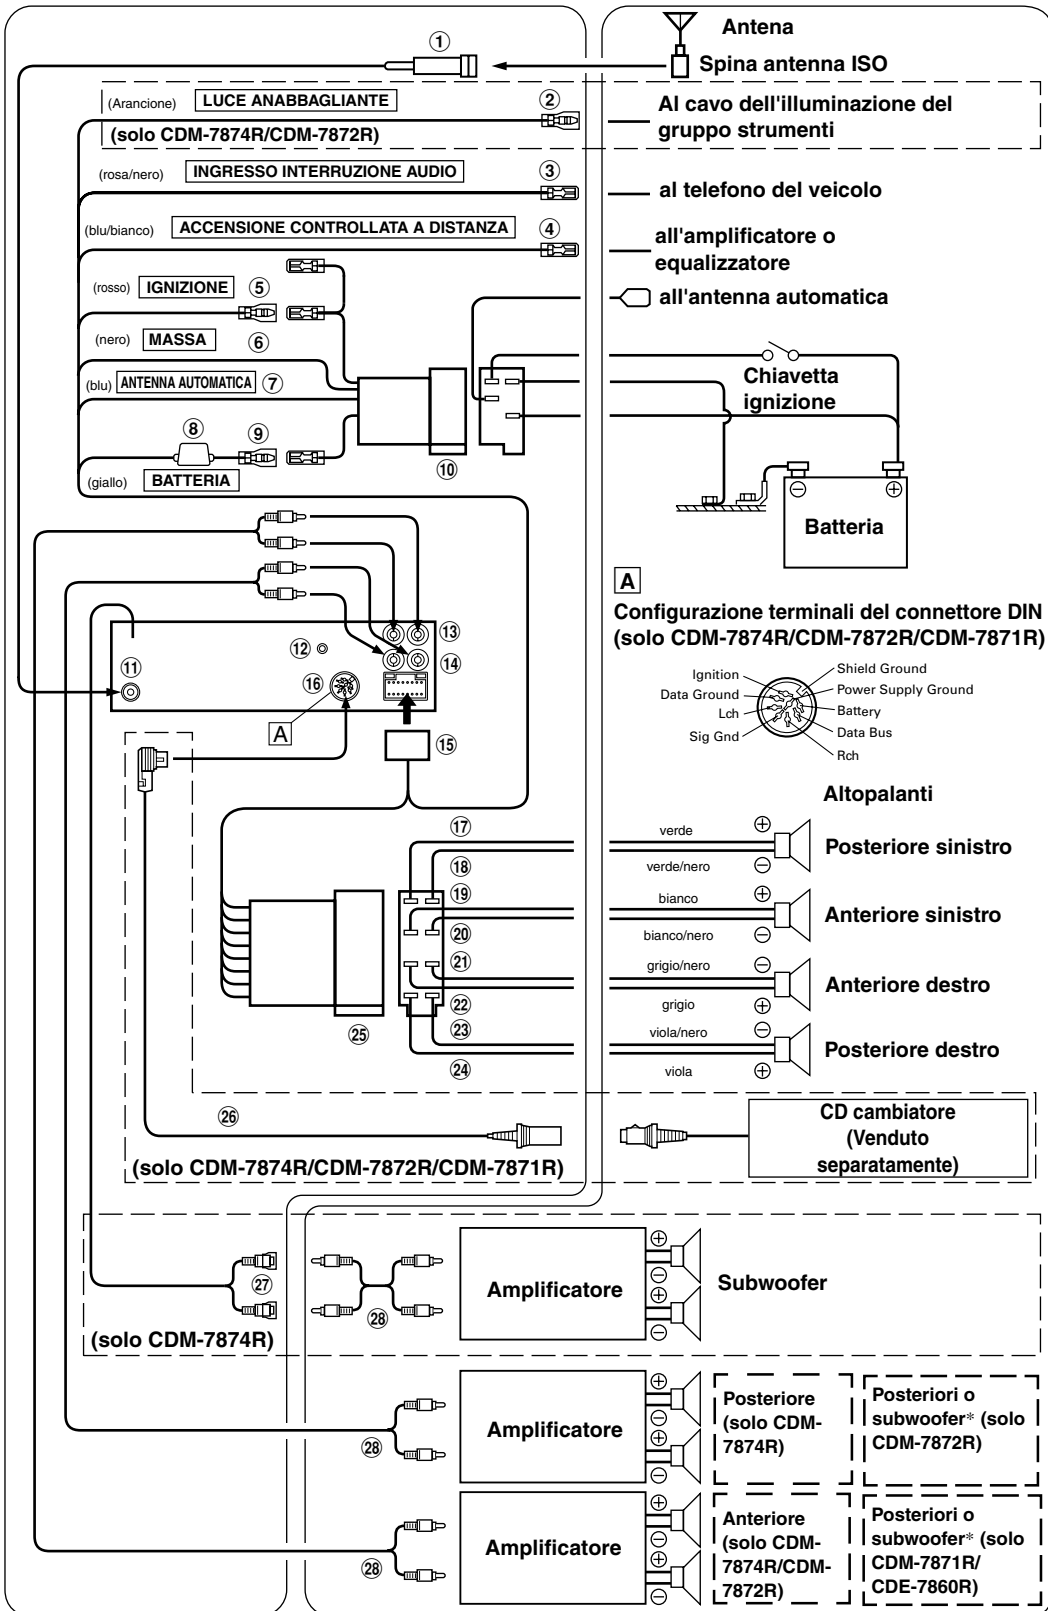 Antena
①
Spina antenna ISO
(Arancione) LUCE ANABBAGLIANTE ②
(solo CDM-7874R/CDM-7872R)
Al cavo dell'illuminazione del
gruppo strumenti
(rosa/nero) INGRESSO INTERRUZIONE AUDIO ③
al telefono del veicolo
(blu/bianco) ACCENSIONE CONTROLLATA A DISTANZA ④
all'amplificatore o
equalizzatore
(rosso) IGNIZIONE ⑤
all'antenna automatica
(nero) MASSA ⑥
(blu) ANTENNA AUTOMATICA ⑦
Chiavetta
ignizione
⑧ ⑨
⑩
(giallo) BATTERIA
⊖ ⊕
Batteria
A
Configurazione terminali del connettore DIN
(solo CDM-7874R/CDM-7872R/CDM-7871R)
⑬
⑫
⑭
⑪
⑯
A
⑮
Ignition
Shield Ground
Data Ground
Power Supply Ground
Lch
Battery
Sig Gnd
Data Bus
Rch
Altopalanti
⑰ verde ⊕
Posteriore sinistro
⑱ verde/nero ⊖
⑲ bianco ⊕
Anteriore sinistro
⑳ bianco/nero ⊖
㉑ grigio/nero ⊖
Anteriore destro
㉒ grigio ⊕
㉓ viola/nero ⊖
㉕
Posteriore destro
㉔ viola ⊕
㉖
CD cambiatore
(Venduto
separatamente)
(solo CDM-7874R/CDM-7872R/CDM-7871R)
⊕
⊖
⊕
⊖
㉗
㉘
Amplificatore
Subwoofer
(solo CDM-7874R)
⊕
⊖
⊕
⊖
㉘
Amplificatore
Posteriore
(solo CDM-
7874R)
Posteriori o
subwoofer* (solo
CDM-7872R)
⊕
⊖
⊕
⊖
㉘
Amplificatore
Anteriore
(solo CDM-
7874R/CDM-
7872R)
Posteriori o
subwoofer* (solo
CDM-7871R/
CDE-7860R)